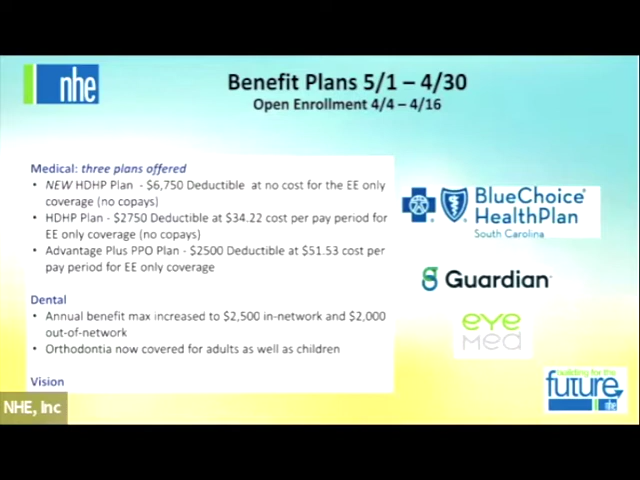 nhe
Benefit Plans 5/1 – 4/30
Open Enrollment 4/4 – 4/16
Medical: three plans offered
• NEW HDHP Plan - $6,750 Deductible at no cost for the EE only
coverage (no copays)
• HDHP Plan - $2750 Deductible at $34.22 cost per pay period for
EE only coverage (no copays)
• Advantage Plus PPO Plan - $2500 Deductible at $51.53 cost per
pay period for EE only coverage
Dental
• Annual benefit max increased to $2,500 in-network and $2,000
out-of-network
• Orthodontia now covered for adults as well as children
Vision
BlueChoice®
HealthPlan
South Carolina
Guardian
eye
MED
building for the
future
nhe
NHE, Inc